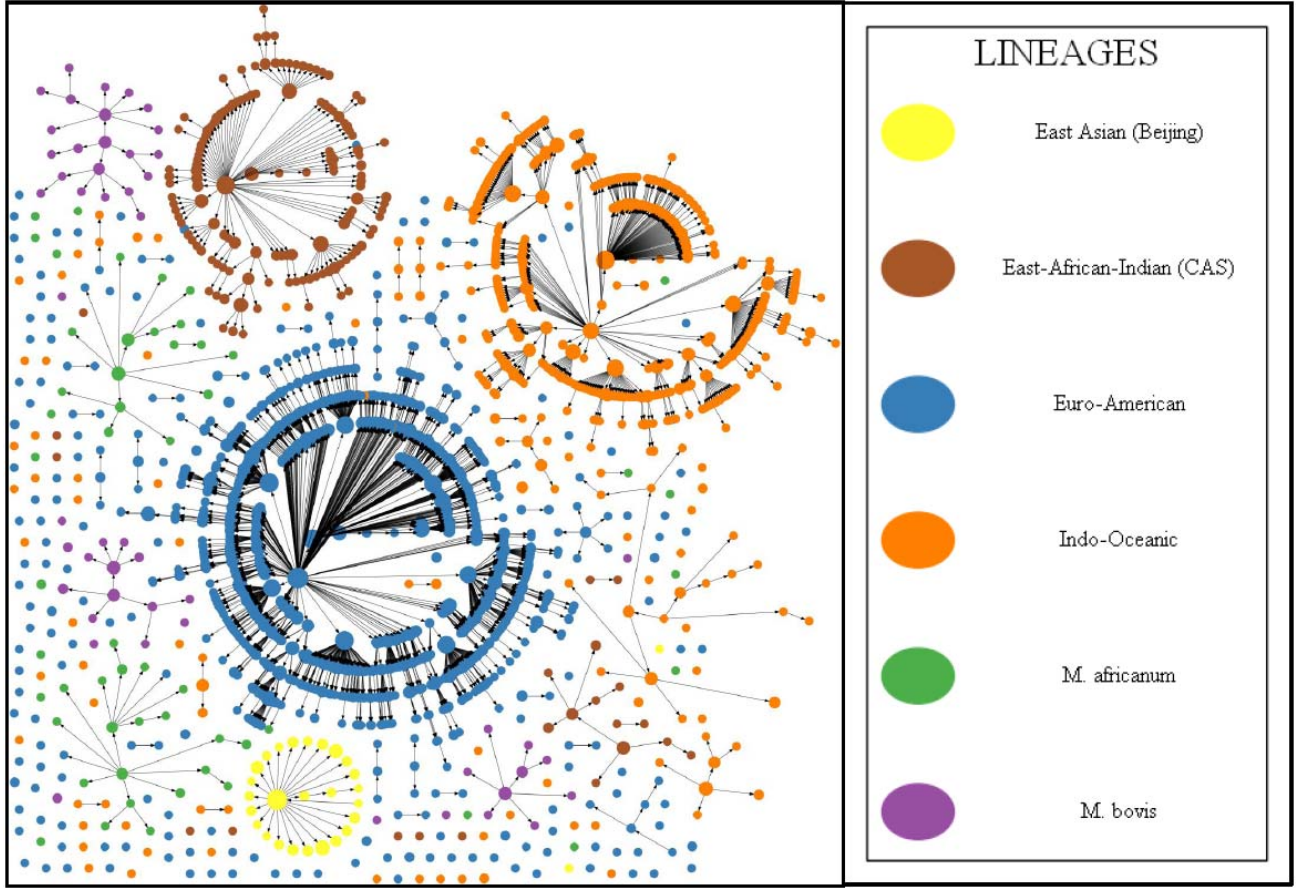 LINEAGES
East Asian (Beijing)
East-African-Indian (CAS)
Euro-American
Indo-Oceanic
M. africanum
M. bovis